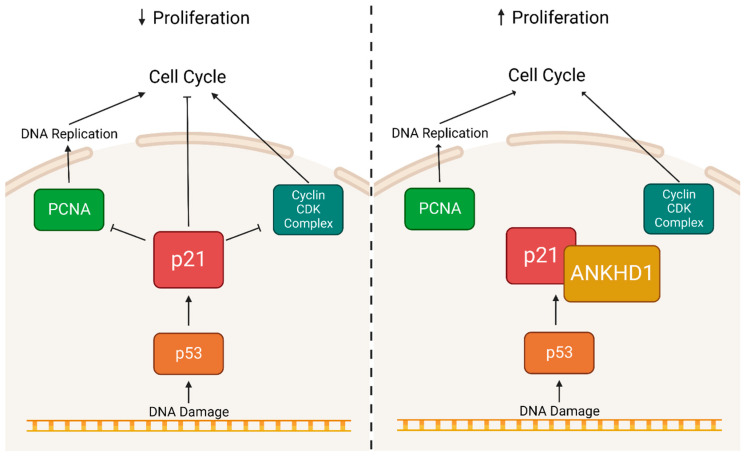 ↓ Proliferation
Cell Cycle
DNA Replication
PCNA
Cyclin
CDK
Complex
p21
p53
DNA Damage
↑ Proliferation
Cell Cycle
DNA Replication
PCNA
Cyclin
CDK
Complex
p21
ANKHD1
p53
DNA Damage